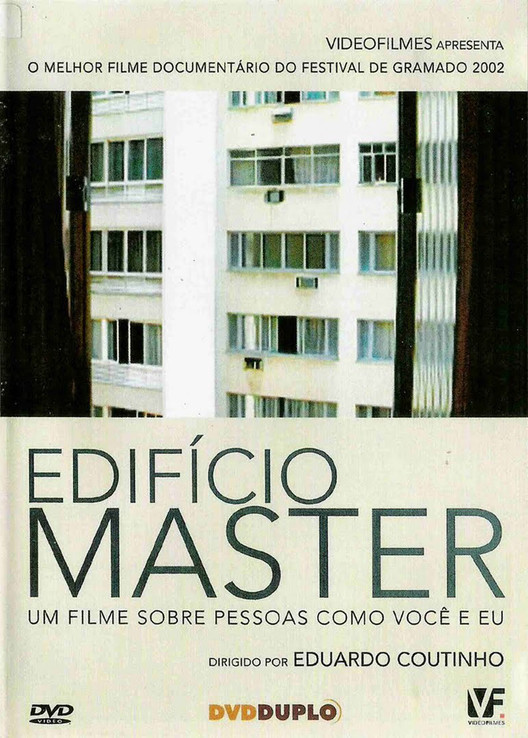 VIDEOFILMES APRESENTA
O MELHOR FILME DOCUMENTÁRIO DO FESTIVAL DE GRAMADO 2002
EDIFÍCIO
MASTER
UM FILME SOBRE PESSOAS COMO VOCÊ E EU
DIRIGIDO POR EDUARDO COUTINHO
DVD
VIDEO
DVDDUPLO
VF.
VIDEOFILMES